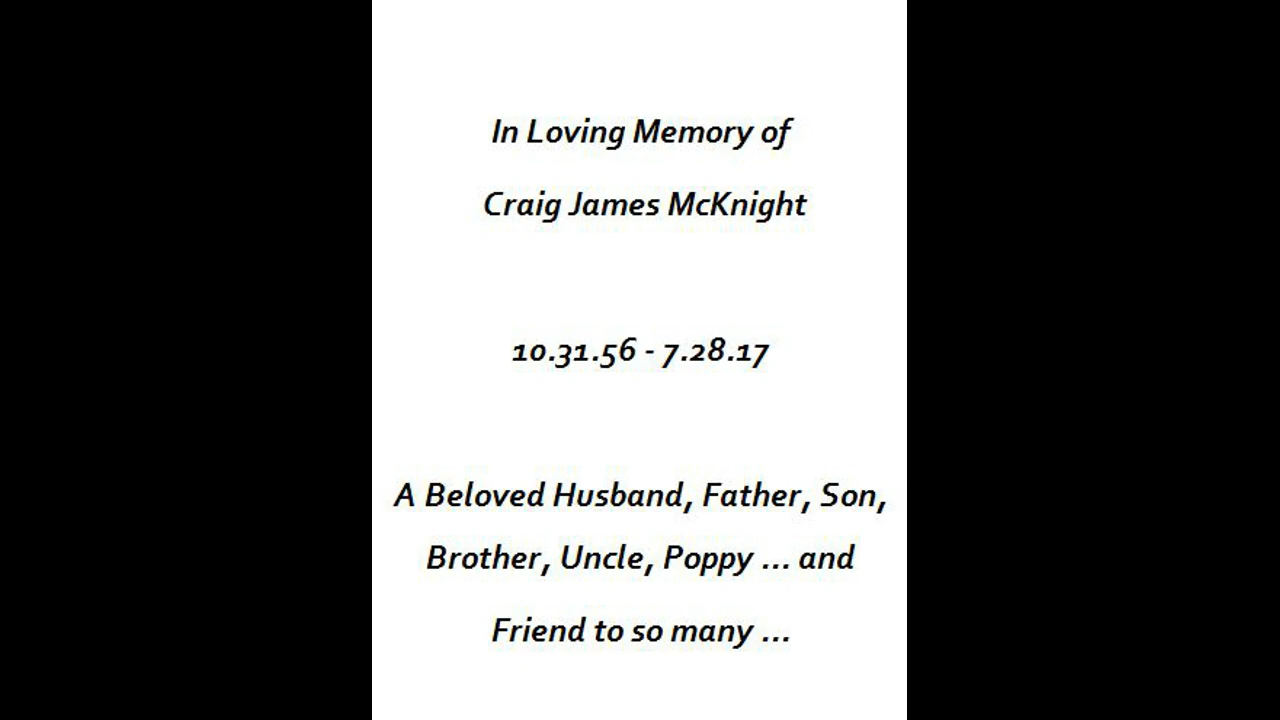 In Loving Memory of
Craig James McKnight
10.31.56 - 7.28.17
A Beloved Husband, Father, Son,
Brother, Uncle, Poppy ... and
Friend to so many ...